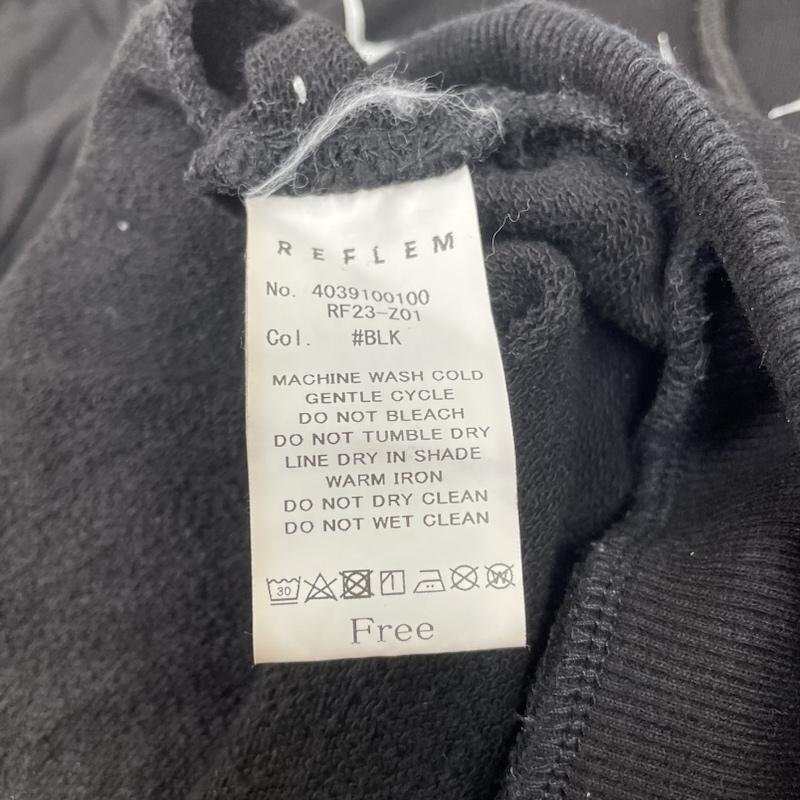 REFLEM
No. 4039100100
RF23-Z01
Col. #BLK
MACHINE WASH COLD
GENTLE CYCLE
DO NOT BLEACH
DO NOT TUMBLE DRY
LINE DRY IN SHADE
WARM IRON
DO NOT DRY CLEAN
DO NOT WET CLEAN
30 W
Free